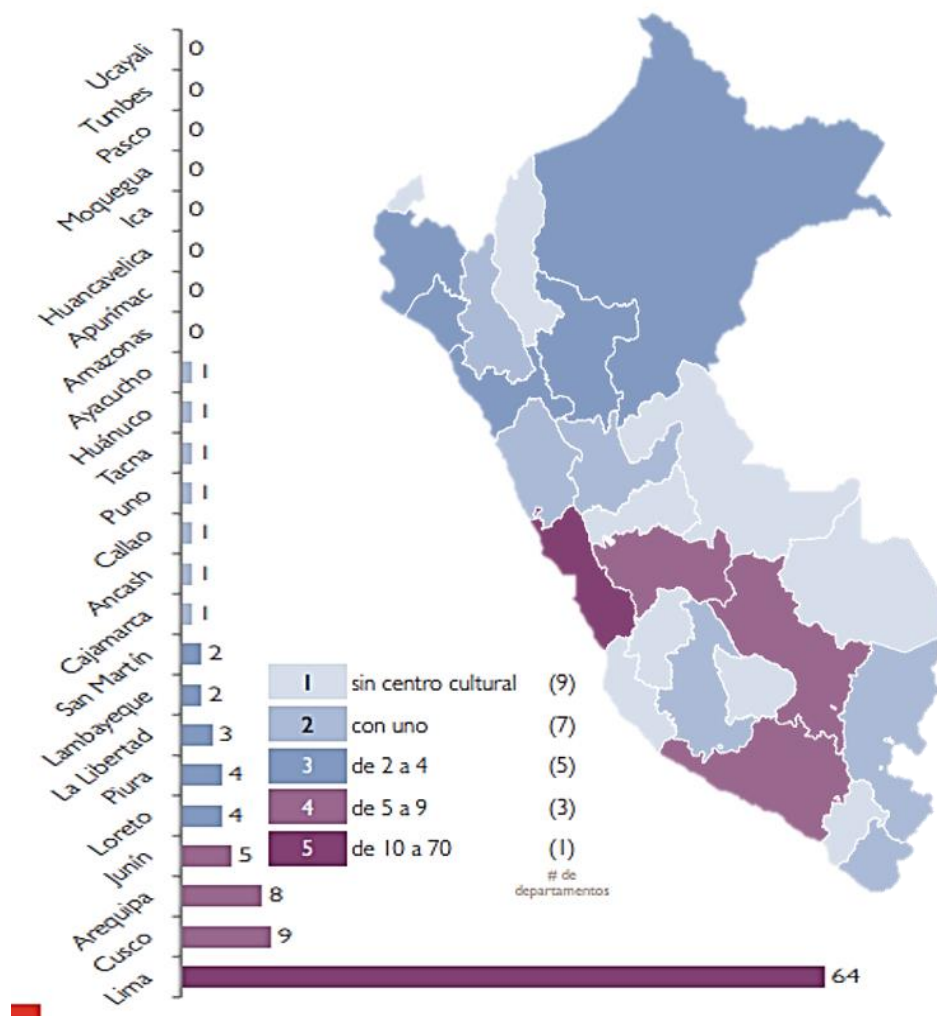 Ucayali 0
Tumbes 0
Pasco 0
Moquegua 0
Ica 0
Huancavelica 0
Apurímac 0
Amazonas 0
Ayacucho 1
Huánuco 1
Tacna 1
Puno 1
Callao 1
Ancash 1
Cajamarca 1
San Martín 2
Lambayeque 2
La Libertad 3
Piura 4
Loreto 4
Junín 5
Arequipa 8
Cusco 9
Lima 64
1 sin centro cultural (9)
2 con uno (7)
3 de 2 a 4 (5)
4 de 5 a 9 (3)
5 de 10 a 70 (1)
# de
departamentos